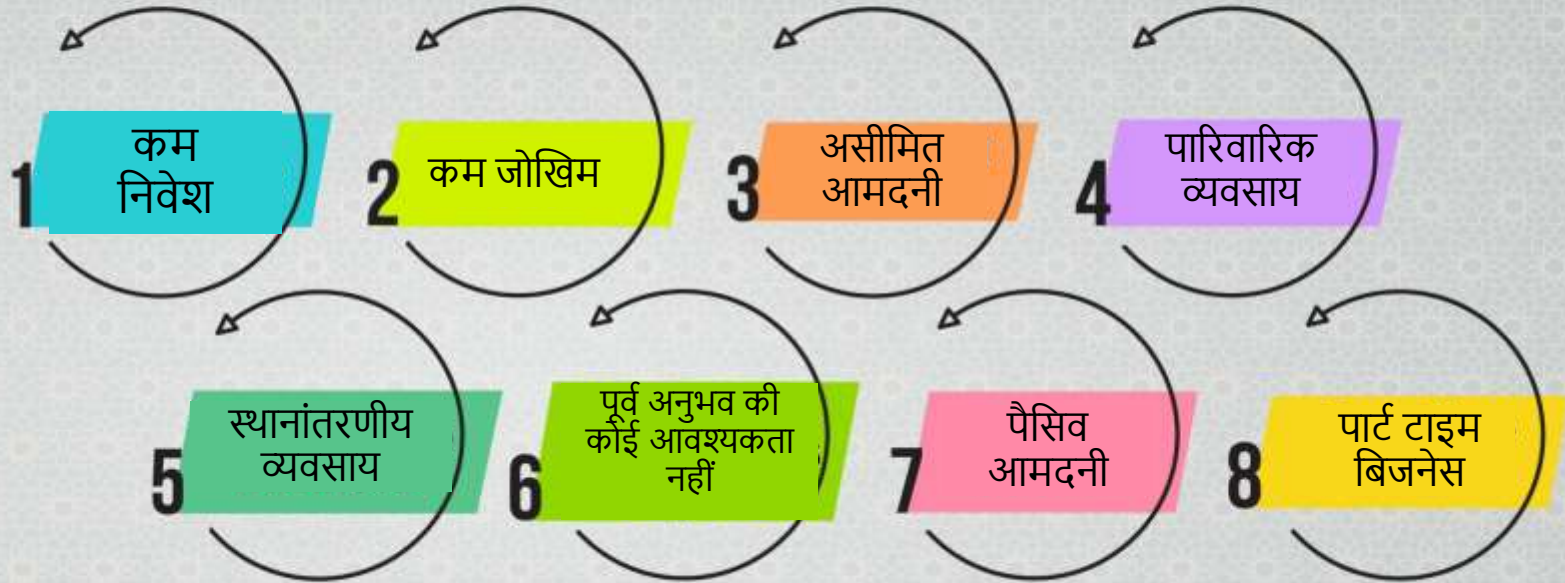 1
कम
निवेश
2
कम जोखिम
3
असीमित
आमदनी
4
पारिवारिक
व्यवसाय
5
स्थानांतरणीय
व्यवसाय
6
पूर्व अनुभव की
कोई आवश्यकता
नहीं
7
पैसिव
आमदनी
8
पार्ट टाइम
बिजनेस